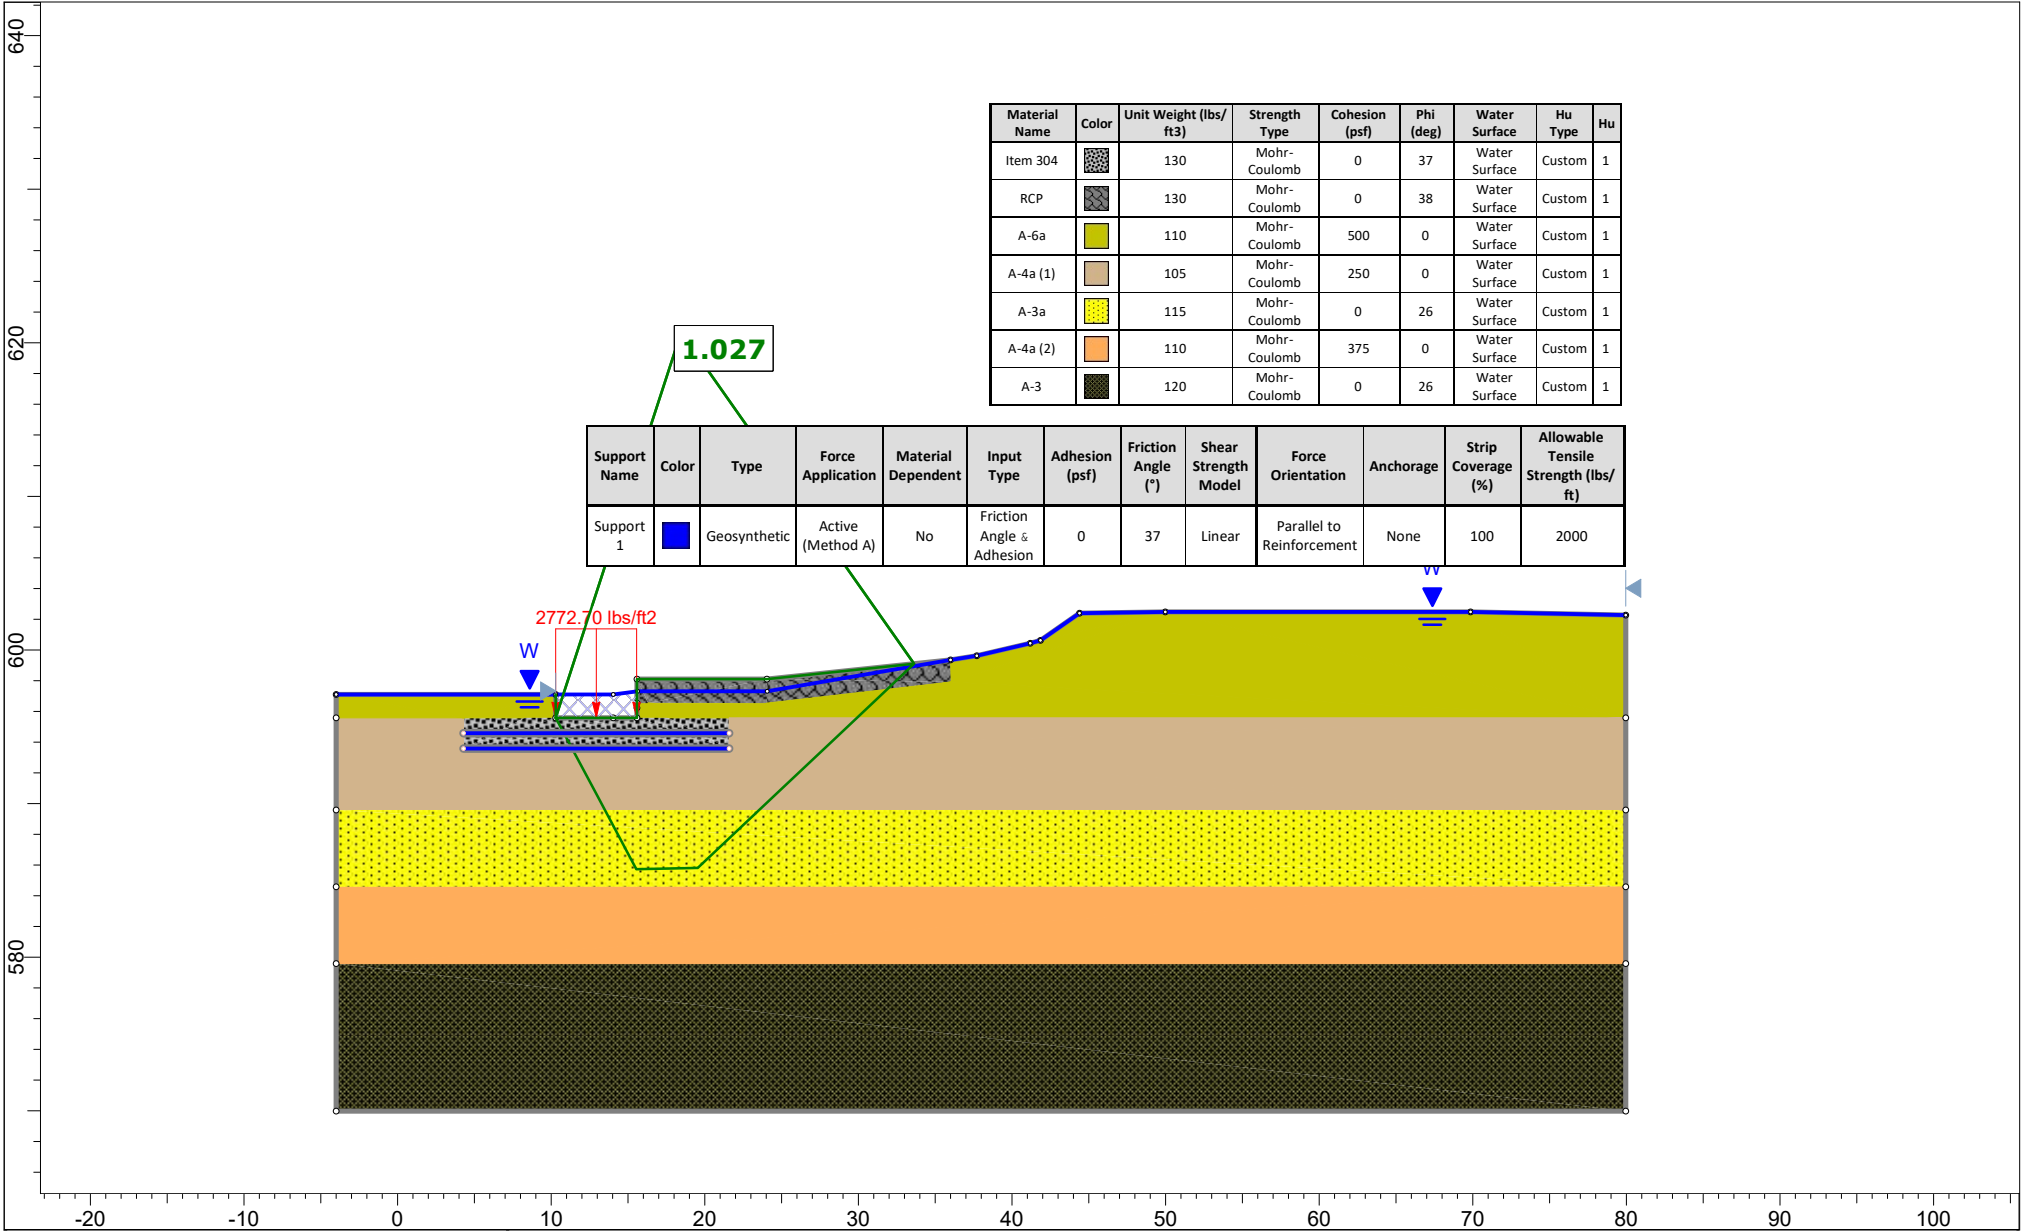 640
620
600
580
Material Name Color Unit Weight (lbs/ft3) Strength Type Cohesion (psf) Phi (deg) Water Surface Hu Type Hu
Item 304 130 Mohr-Coulomb 0 37 Water Surface Custom 1
RCP 130 Mohr-Coulomb 0 38 Water Surface Custom 1
A-6a 110 Mohr-Coulomb 500 0 Water Surface Custom 1
A-4a (1) 105 Mohr-Coulomb 250 0 Water Surface Custom 1
A-3a 115 Mohr-Coulomb 0 26 Water Surface Custom 1
A-4a (2) 110 Mohr-Coulomb 375 0 Water Surface Custom 1
A-3 120 Mohr-Coulomb 0 26 Water Surface Custom 1
1.027
Support Name Color Type Force Application Material Dependent Input Type Adhesion (psf) Friction Angle (°) Shear Strength Model Force Orientation Anchorage Strip Coverage (%) Allowable Tensile Strength (lbs/ft)
Support 1 Geosynthetic Active (Method A) No Friction Angle & Adhesion 0 37 Linear Parallel to Reinforcement None 100 2000
W
2772.70 lbs/ft2
W
-20 -10 0 10 20 30 40 50 60 70 80 90 100